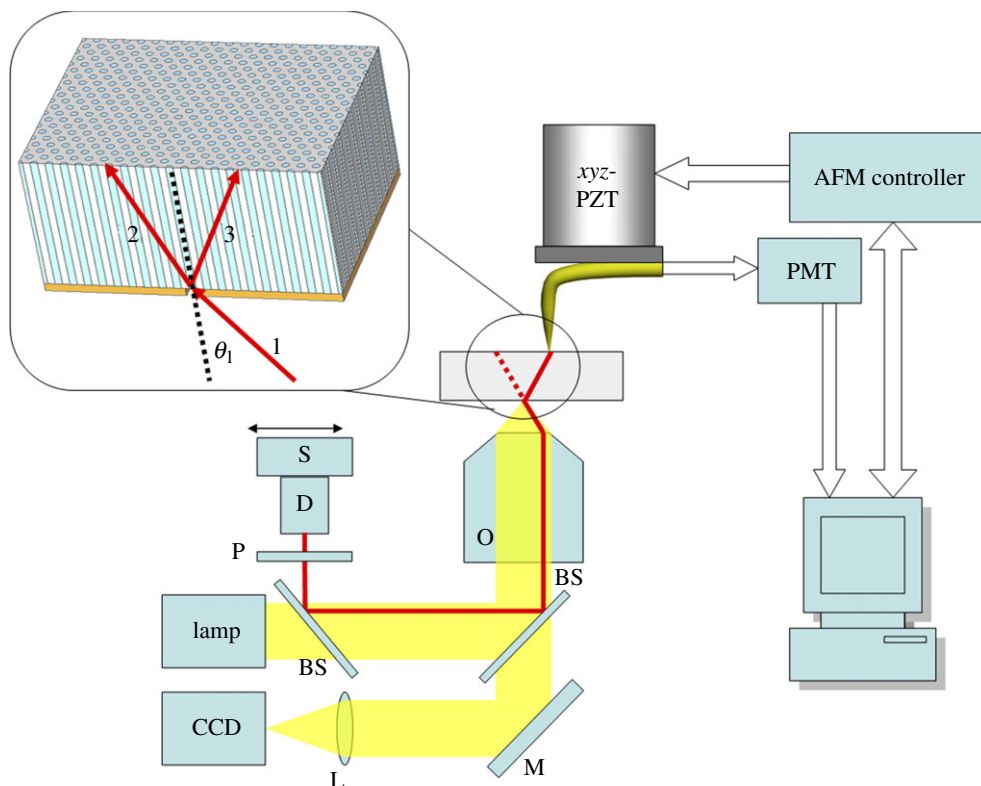 2
3
θ1
1
xyz-
PZT
AFM controller
PMT
S
D
P
O
BS
lamp
BS
CCD
L
M